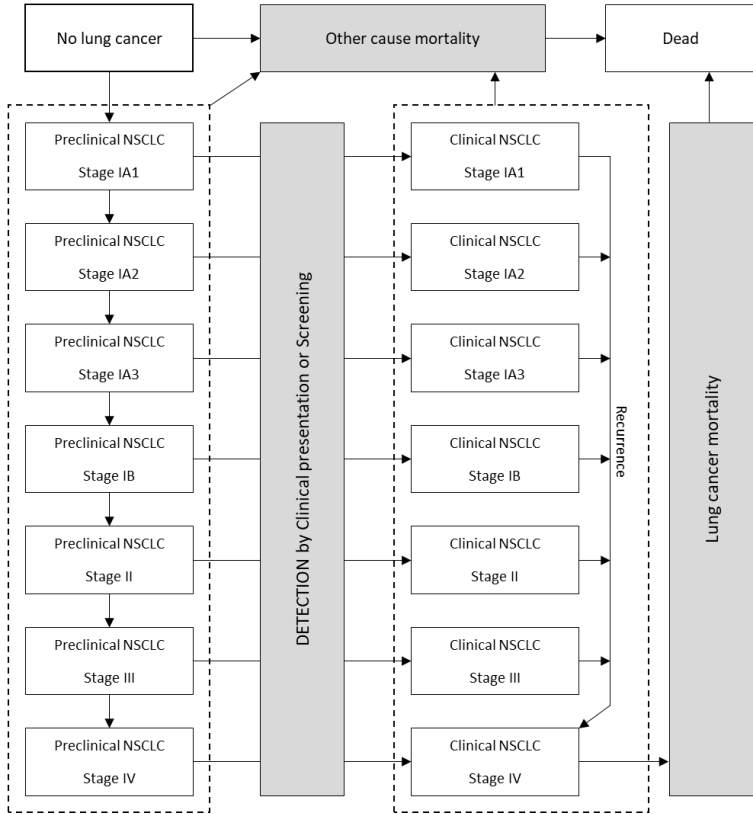 No lung cancer
Other cause mortality
Dead
Preclinical NSCLC
Stage IA1
Clinical NSCLC
Stage IA1
Preclinical NSCLC
Stage IA2
Clinical NSCLC
Stage IA2
Preclinical NSCLC
Stage IA3
Clinical NSCLC
Stage IA3
Preclinical NSCLC
Stage IB
Clinical NSCLC
Stage IB
Preclinical NSCLC
Stage II
Clinical NSCLC
Stage II
Preclinical NSCLC
Stage III
Clinical NSCLC
Stage III
Preclinical NSCLC
Stage IV
Clinical NSCLC
Stage IV
DETECTION by Clinical presentation or Screening
Recurrence
Lung cancer mortality